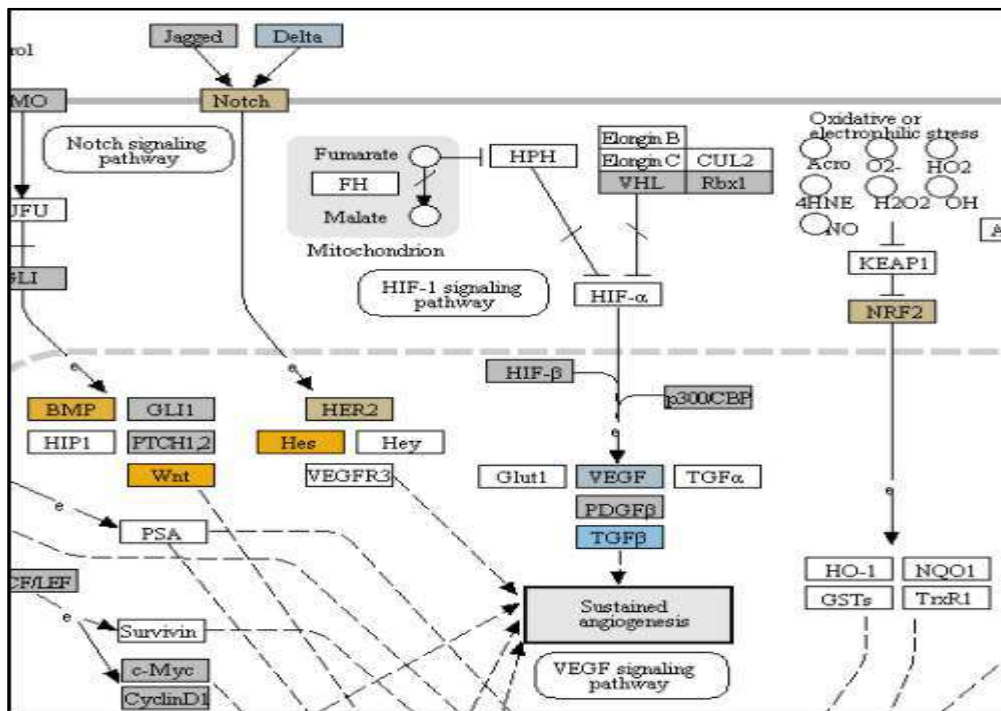 Jagged
Delta
rol
MO
Notch
Notch signaling
pathway
UFU
GLI
Fumarate
FH
Malate
Mitochondrion
HPH
Elongin B
Elongin C
CUL2
VHL
Rbx1
HIF-1 signaling
pathway
HIF-α
Oxidative or
electrophilic stress
Acro
O2-
HO2
4HNE
H2O2
OH
NO
A
KEAP1
NRF2
e
e
BMP
GLI1
HIP1
PTCH1,2
Wnt
HER2
Hes
Hey
VEGFR3
HIF-β
p300/CBP
e
Glut1
VEGF
TGFα
PDGFβ
TGFβ
e
HO-1
NQO1
GSTs
TrxR1
e
PSA
CF/LEF
e
Survivin
c-Myc
CyclinD1
Sustained
angiogenesis
VEGF signaling
pathway